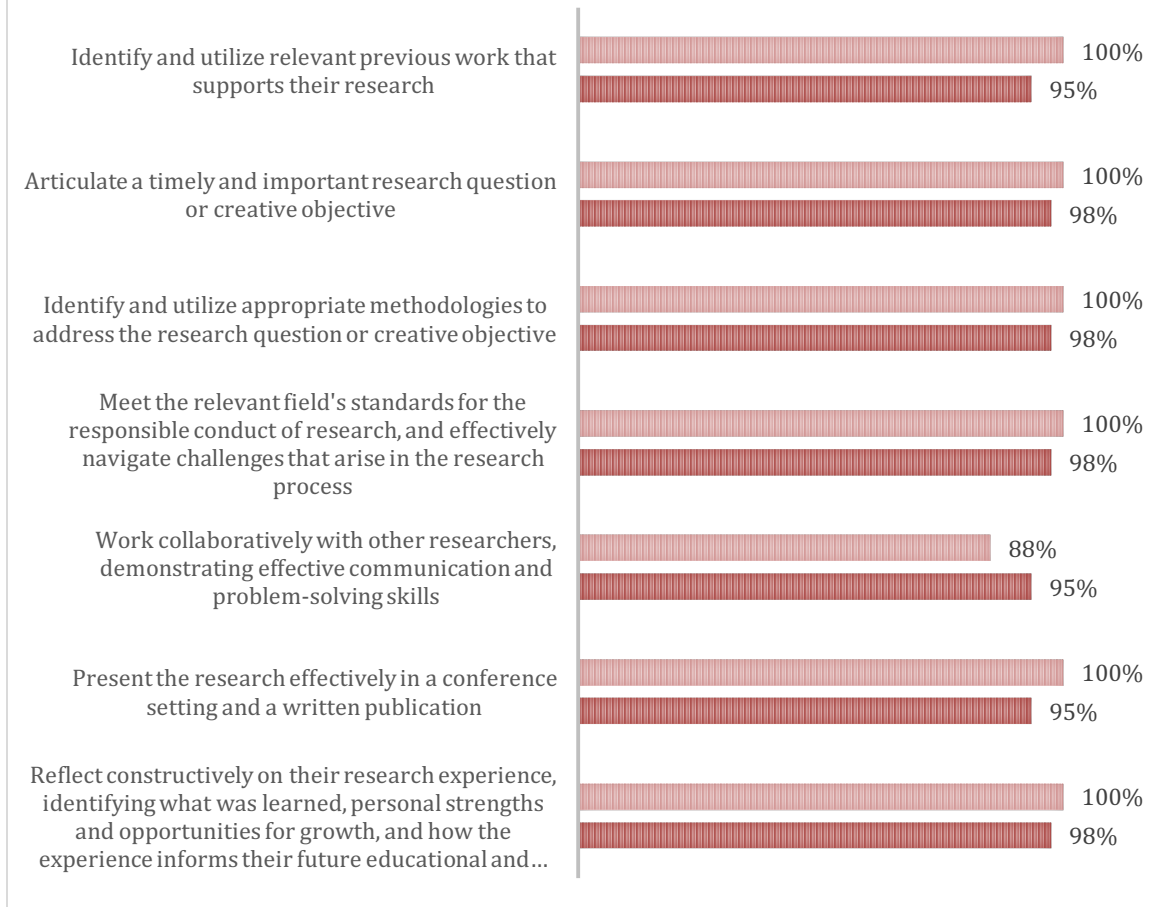 Identify and utilize relevant previous work that
supports their research
100%
95%
Articulate a timely and important research question
or creative objective
100%
98%
Identify and utilize appropriate methodologies to
address the research question or creative objective
100%
98%
Meet the relevant field's standards for the
responsible conduct of research, and effectively
navigate challenges that arise in the research
process
100%
98%
Work collaboratively with other researchers,
demonstrating effective communication and
problem-solving skills
88%
95%
Present the research effectively in a conference
setting and a written publication
100%
95%
Reflect constructively on their research experience,
identifying what was learned, personal strengths
and opportunities for growth, and how the
experience informs their future educational and…
100%
98%